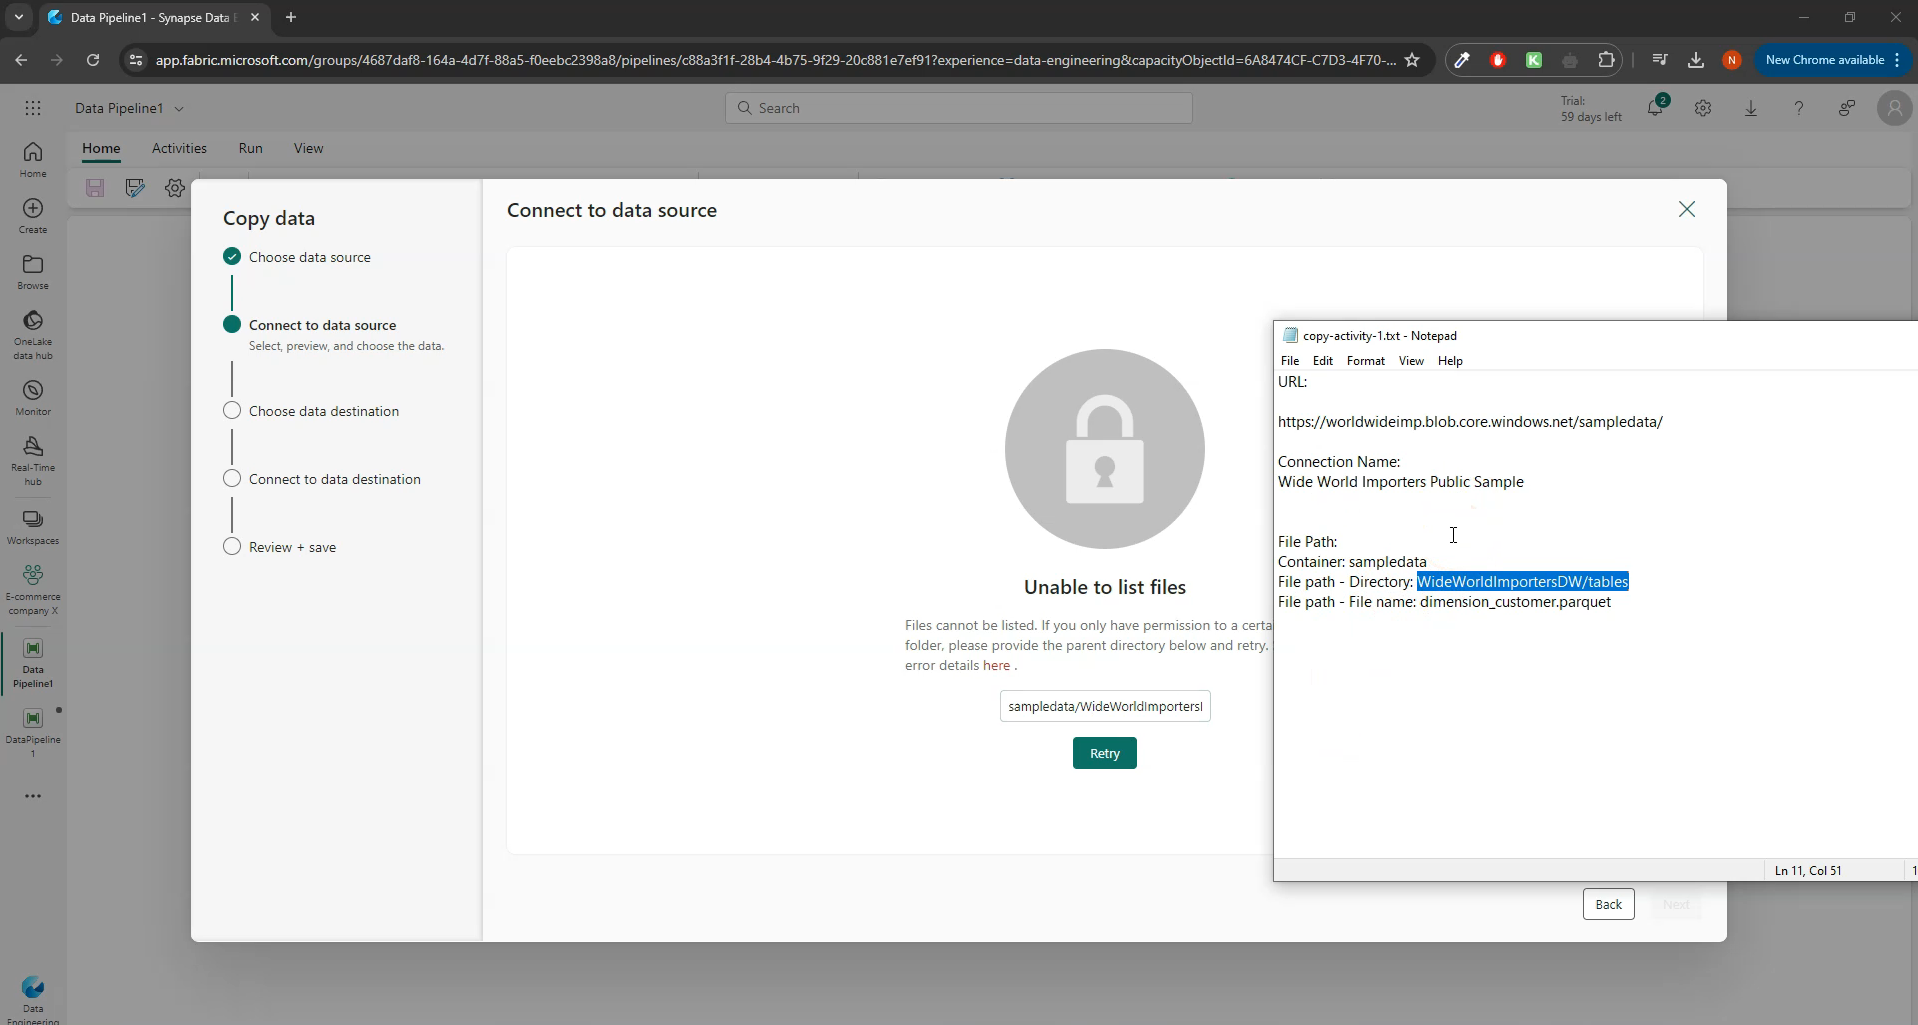 Data Pipeline1 - Synapse Data
app.fabric.microsoft.com/groups/4687daf8-164a-4d7f-88a5-f0eebc2398a8/pipelines/c88a3f1f-28b4-4b75-9f29-20c881e7ef91?experience=data-engineering&capacityObjectId=6A8474CF-C7D3-4F70-...
N
New Chrome available
Data Pipeline1
Search
Trial:
59 days left
2
Home
Activities
Run
View
Home
Create
Browse
OneLake
data hub
Monitor
Real-Time
hub
Workspaces
E-commerce
company X
Data
Pipeline1
DataPipeline
1
Data
Engineering
Copy data
Choose data source
Connect to data source
Select, preview, and choose the data.
Choose data destination
Connect to data destination
Review + save
Connect to data source
Unable to list files
Files cannot be listed. If you only have permission to a certa
folder, please provide the parent directory below and retry.
error details here .
sampledata/WideWorldImporters
Retry
Back
Next
copy-activity-1.txt - Notepad
File
Edit
Format
View
Help
URL:
https://worldwideimp.blob.core.windows.net/sampledata/
Connection Name:
Wide World Importers Public Sample
File Path:
Container: sampledata
File path - Directory: WideWorldImportersDW/tables
File path - File name: dimension_customer.parquet
Ln 11, Col 51
1